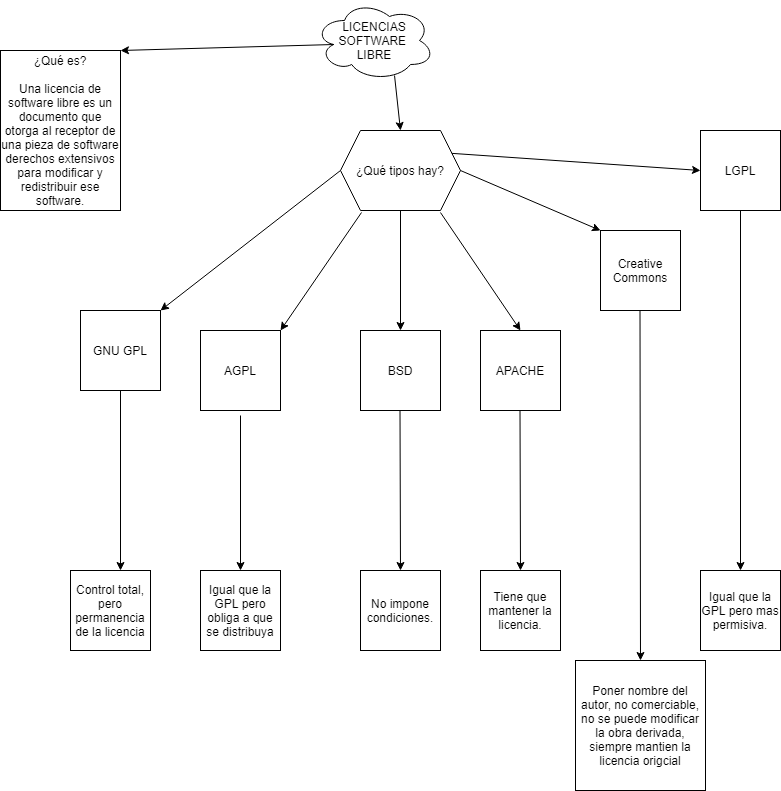 LICENCIAS
SOFTWARE
LIBRE
¿Qué es?
Una licencia de
software libre es un
documento que
otorga al receptor de
una pieza de software
derechos extensivos
para modificar y
redistribuir ese
software.
¿Qué tipos hay?
LGPL
Creative
Commons
GNU GPL
AGPL
BSD
APACHE
Control total,
pero
permanencia
de la licencia
Igual que la
GPL pero
obliga a que
se distribuya
No impone
condiciones.
Tiene que
mantener la
licencia.
Igual que la
GPL pero mas
permisiva.
Poner nombre del
autor, no comerciable,
no se puede modificar
la obra derivada,
siempre mantien la
licencia origcial